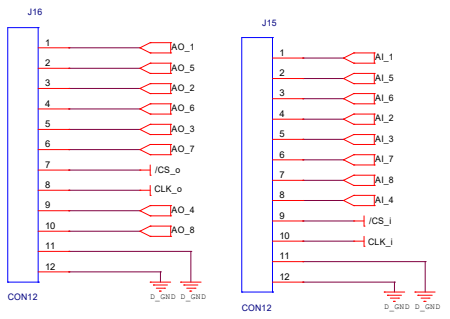 J16
1 AO_1
2 AO_5
3 AO_2
4 AO_6
5 AO_3
6 AO_7
7 /CS_o
8 CLK_o
9 AO_4
10 AO_8
11
12
D_GND D_GND
CON12
J15
1 AI_1
2 AI_5
3 AI_6
4 AI_2
5 AI_3
6 AI_7
7 AI_8
8 AI_4
9 /CS_i
10 CLK_i
11
12
D_GND D_GND
CON12